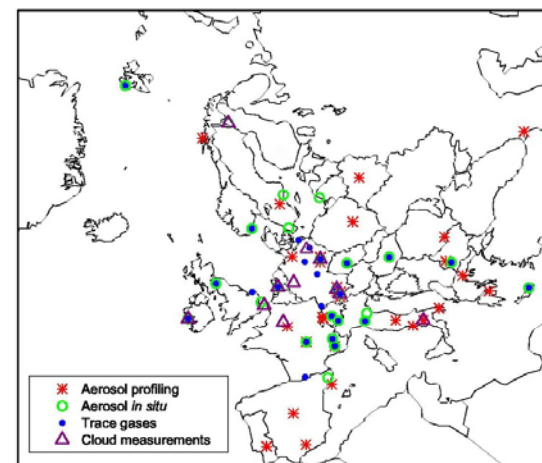 Aerosol profiling
Aerosol in situ
Trace gases
Cloud measurements